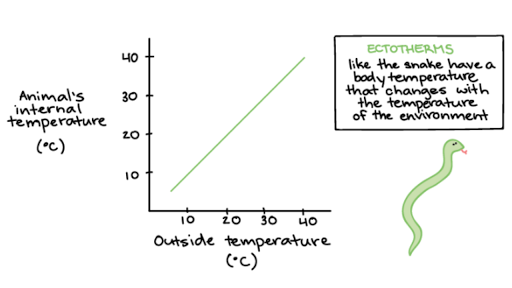 Animal's
internal
temperature
(°C)
40
30
20
10
10 20 30 40
Outside temperature
(°C)
ECTOTHERMS
like the snake have a
body temperature
that changes with
the temperature
of the environment